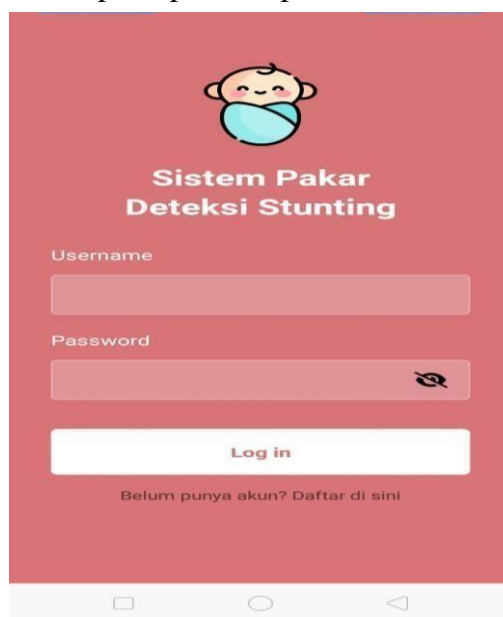 Sistem Pakar
Deteksi Stunting
Username
Password
Log in
Belum punya akun? Daftar di sini